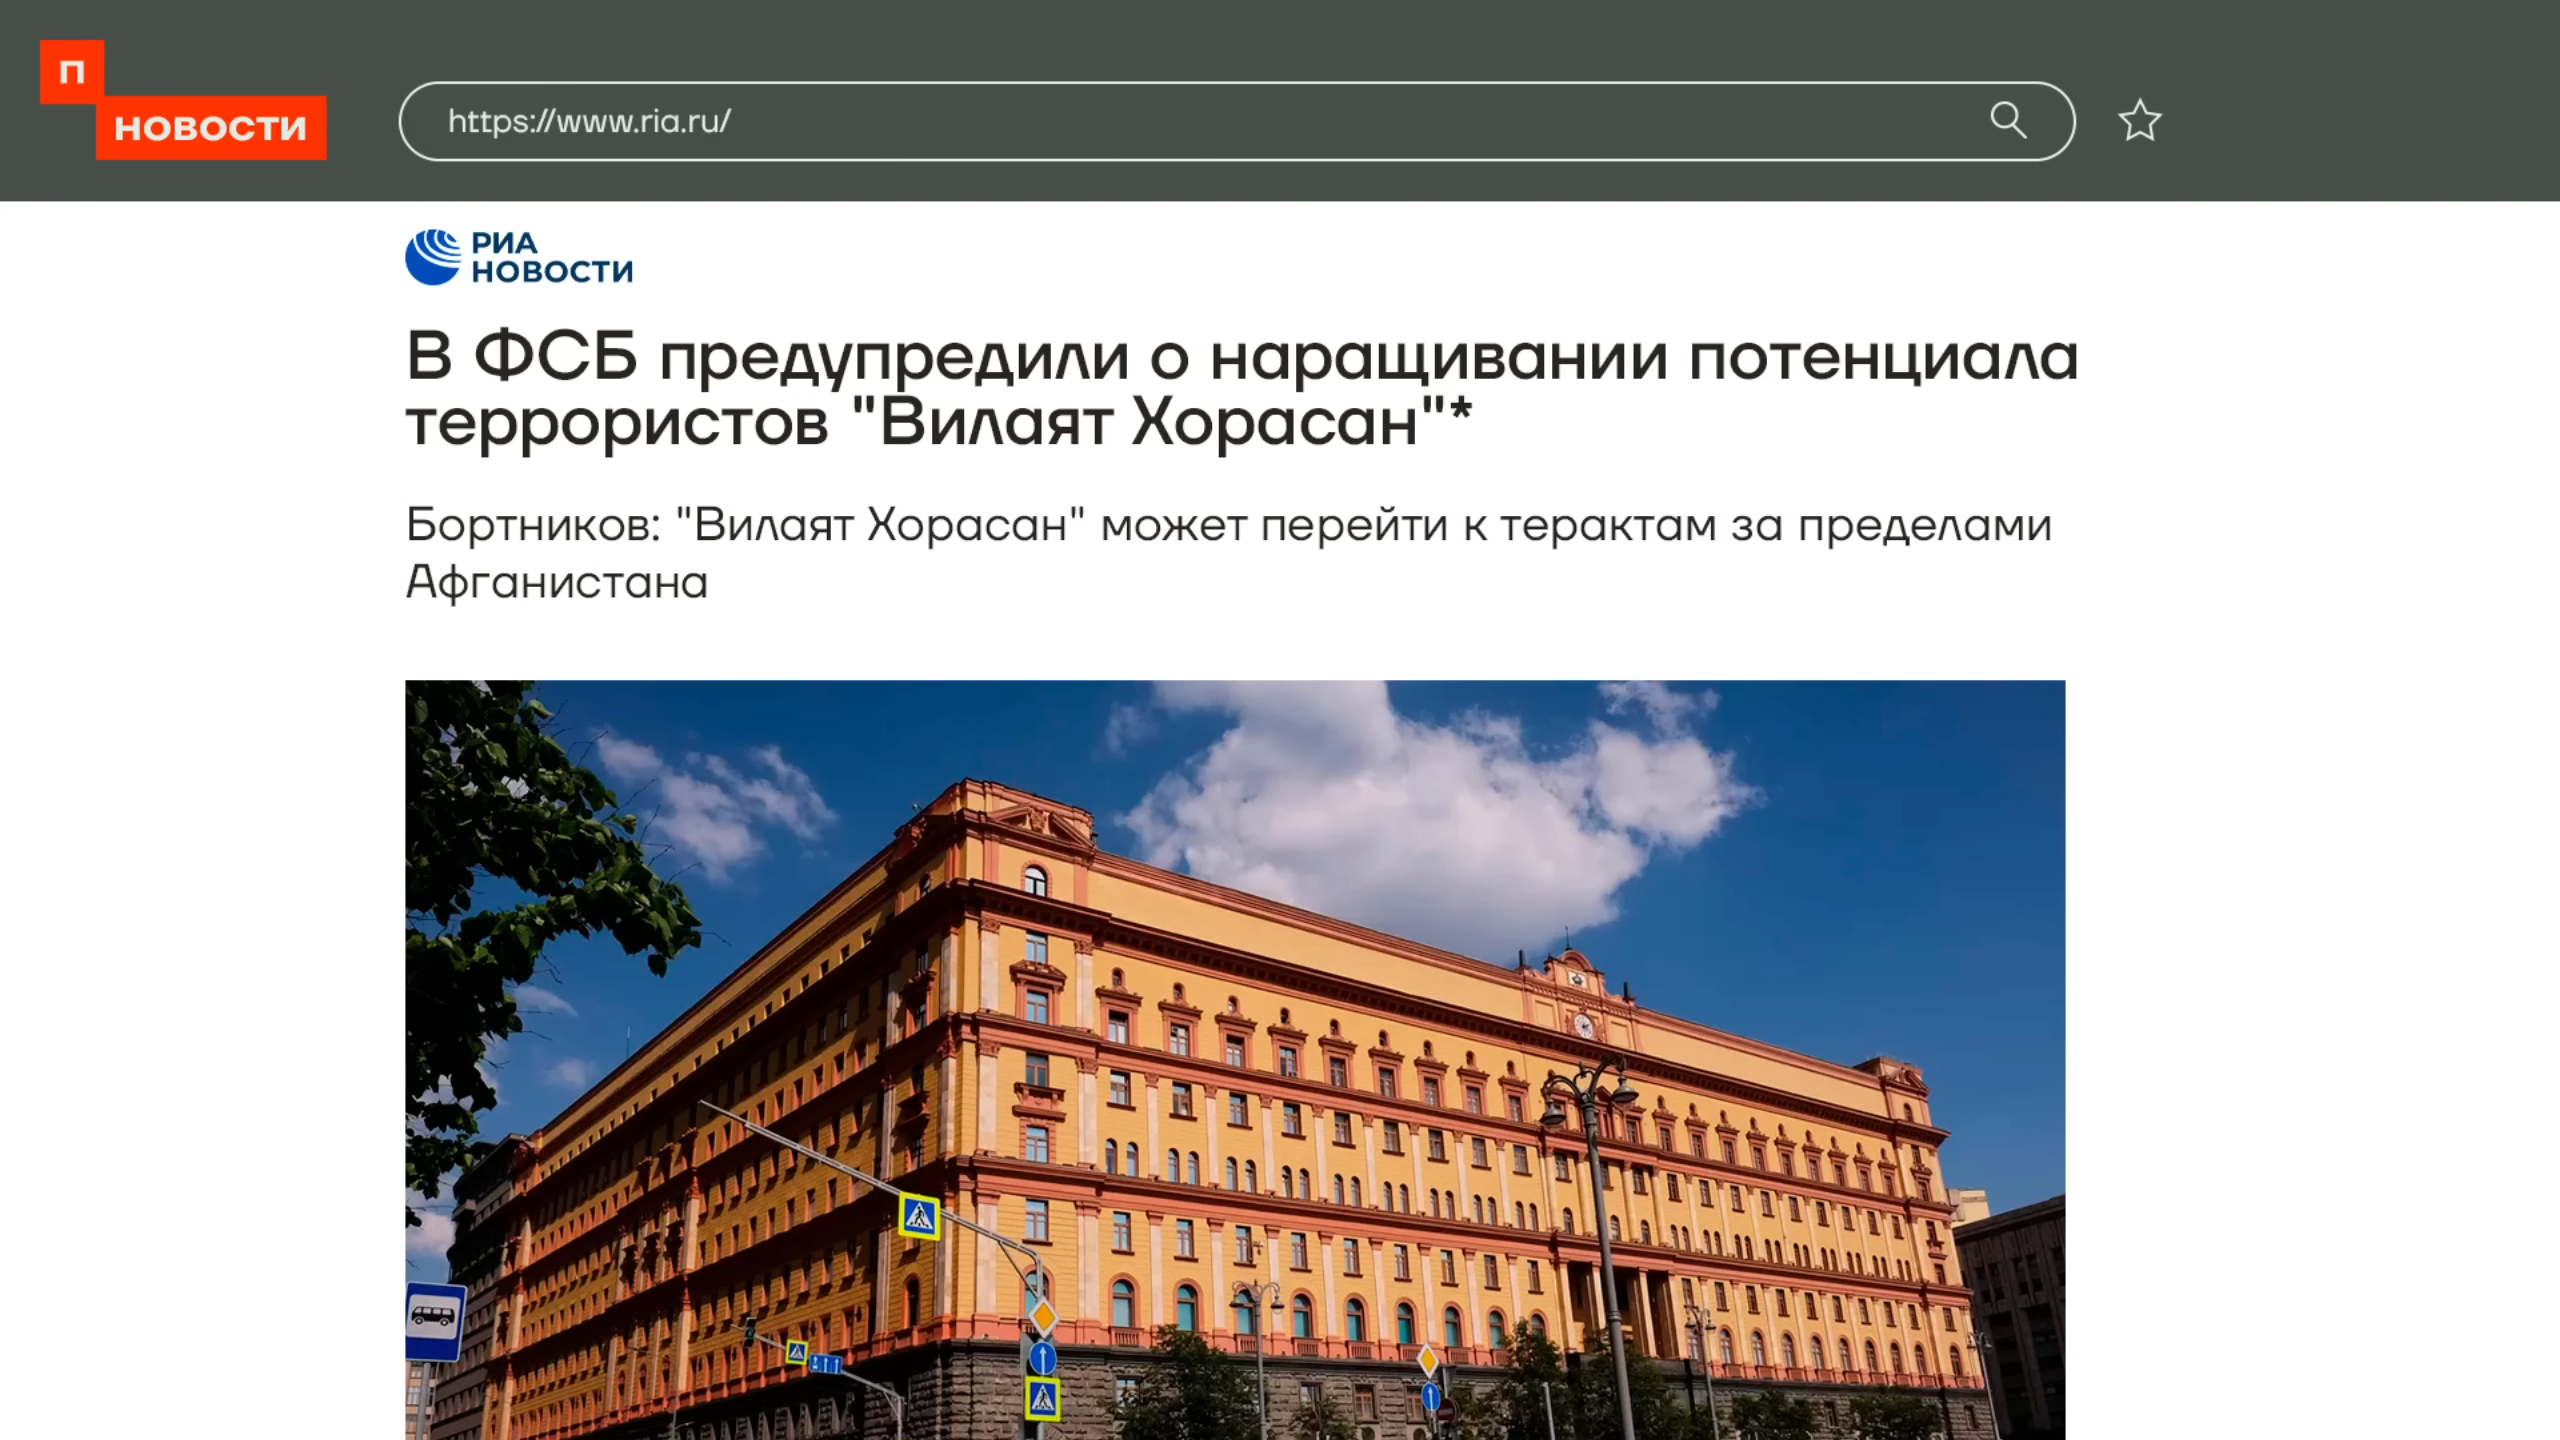 П
НОВОСТИ
https://www.ria.ru/
РИА
НОВОСТИ
В ФСБ предупредили о наращивании потенциала
террористов "Вилаят Хорасан"*
Бортников: "Вилаят Хорасан" может перейти к терактам за пределами
Афганистана